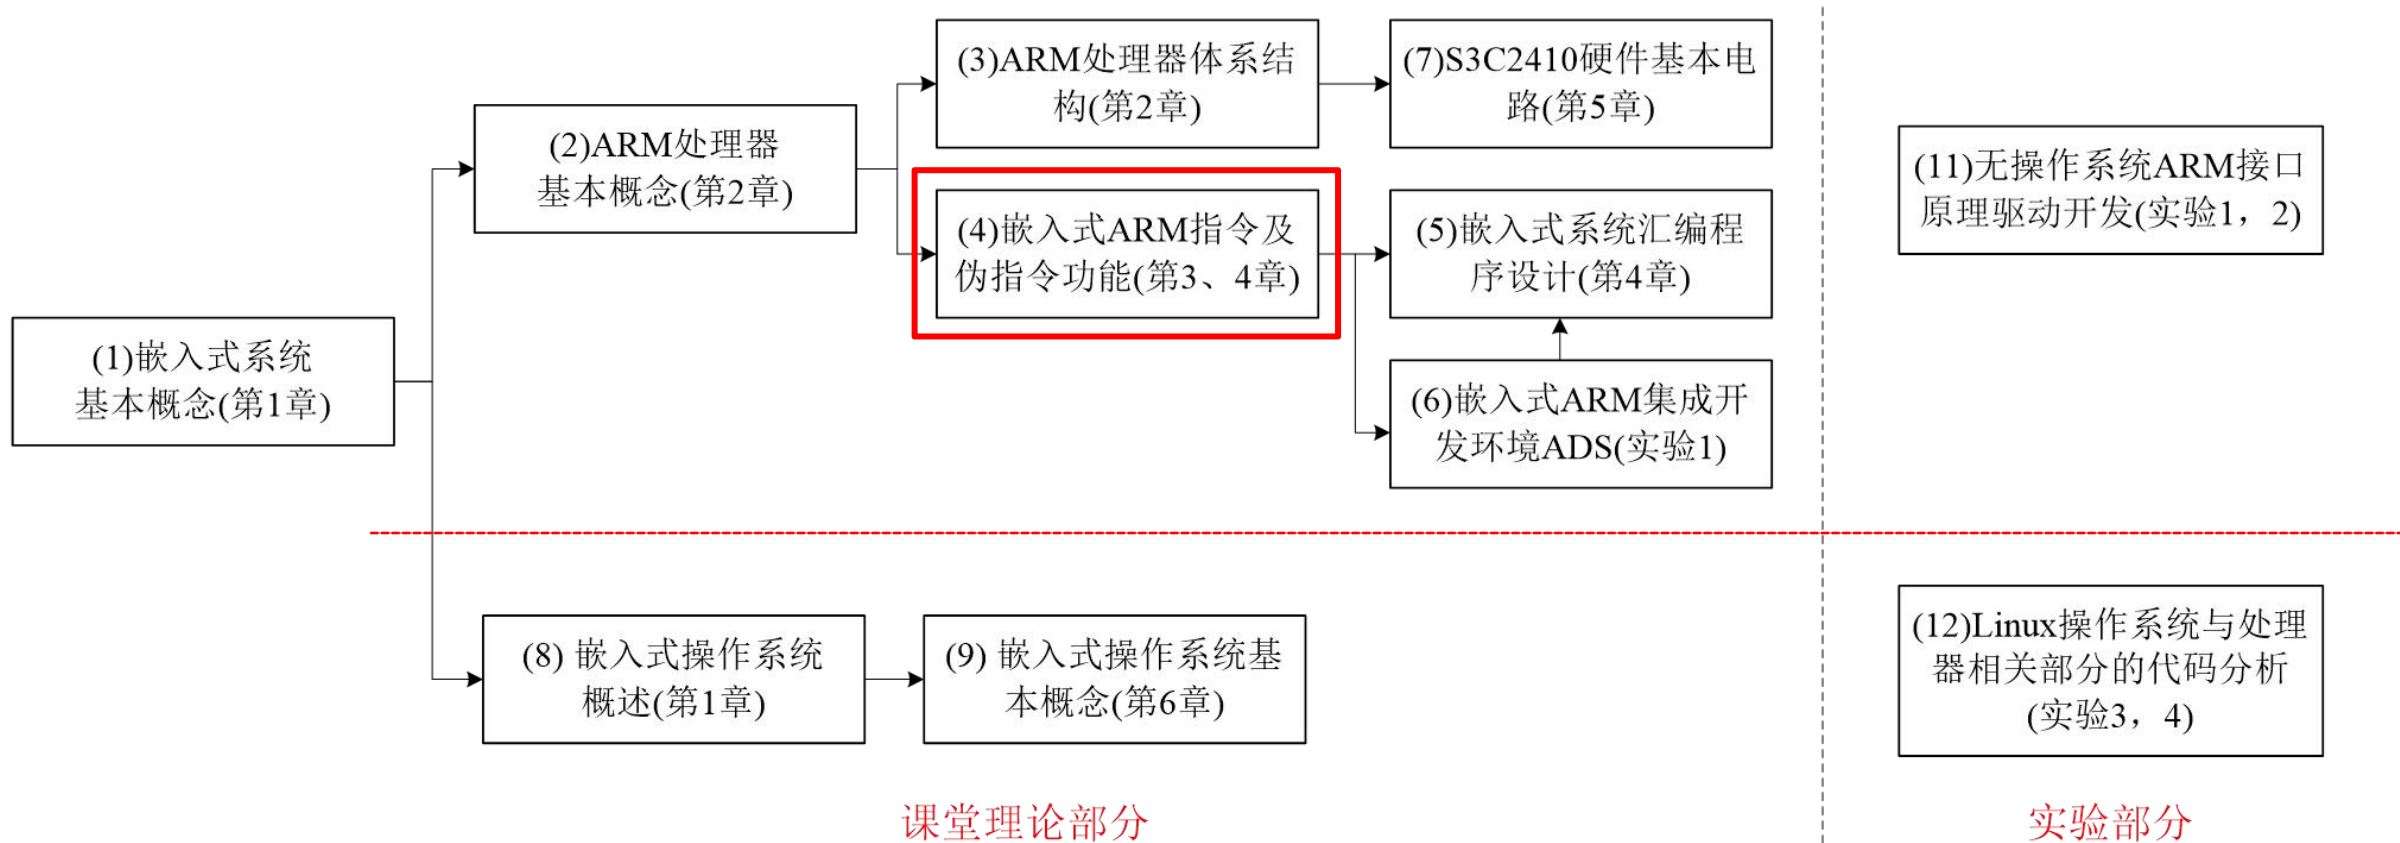 (1)嵌入式系统
基本概念(第1章)
(2)ARM处理器
基本概念(第2章)
(3)ARM处理器体系结
构(第2章)
(4)嵌入式ARM指令及
伪指令功能(第3、4章)
(7)S3C2410硬件基本电
路(第5章)
(5)嵌入式系统汇编程
序设计(第4章)
(6)嵌入式ARM集成开
发环境ADS(实验1)
(8) 嵌入式操作系统
概述(第1章)
(9) 嵌入式操作系统基
本概念(第6章)
课堂理论部分
(11)无操作系统ARM接口
原理驱动开发(实验1，2)
(12)Linux操作系统与处理
器相关部分的代码分析
(实验3，4)
实验部分